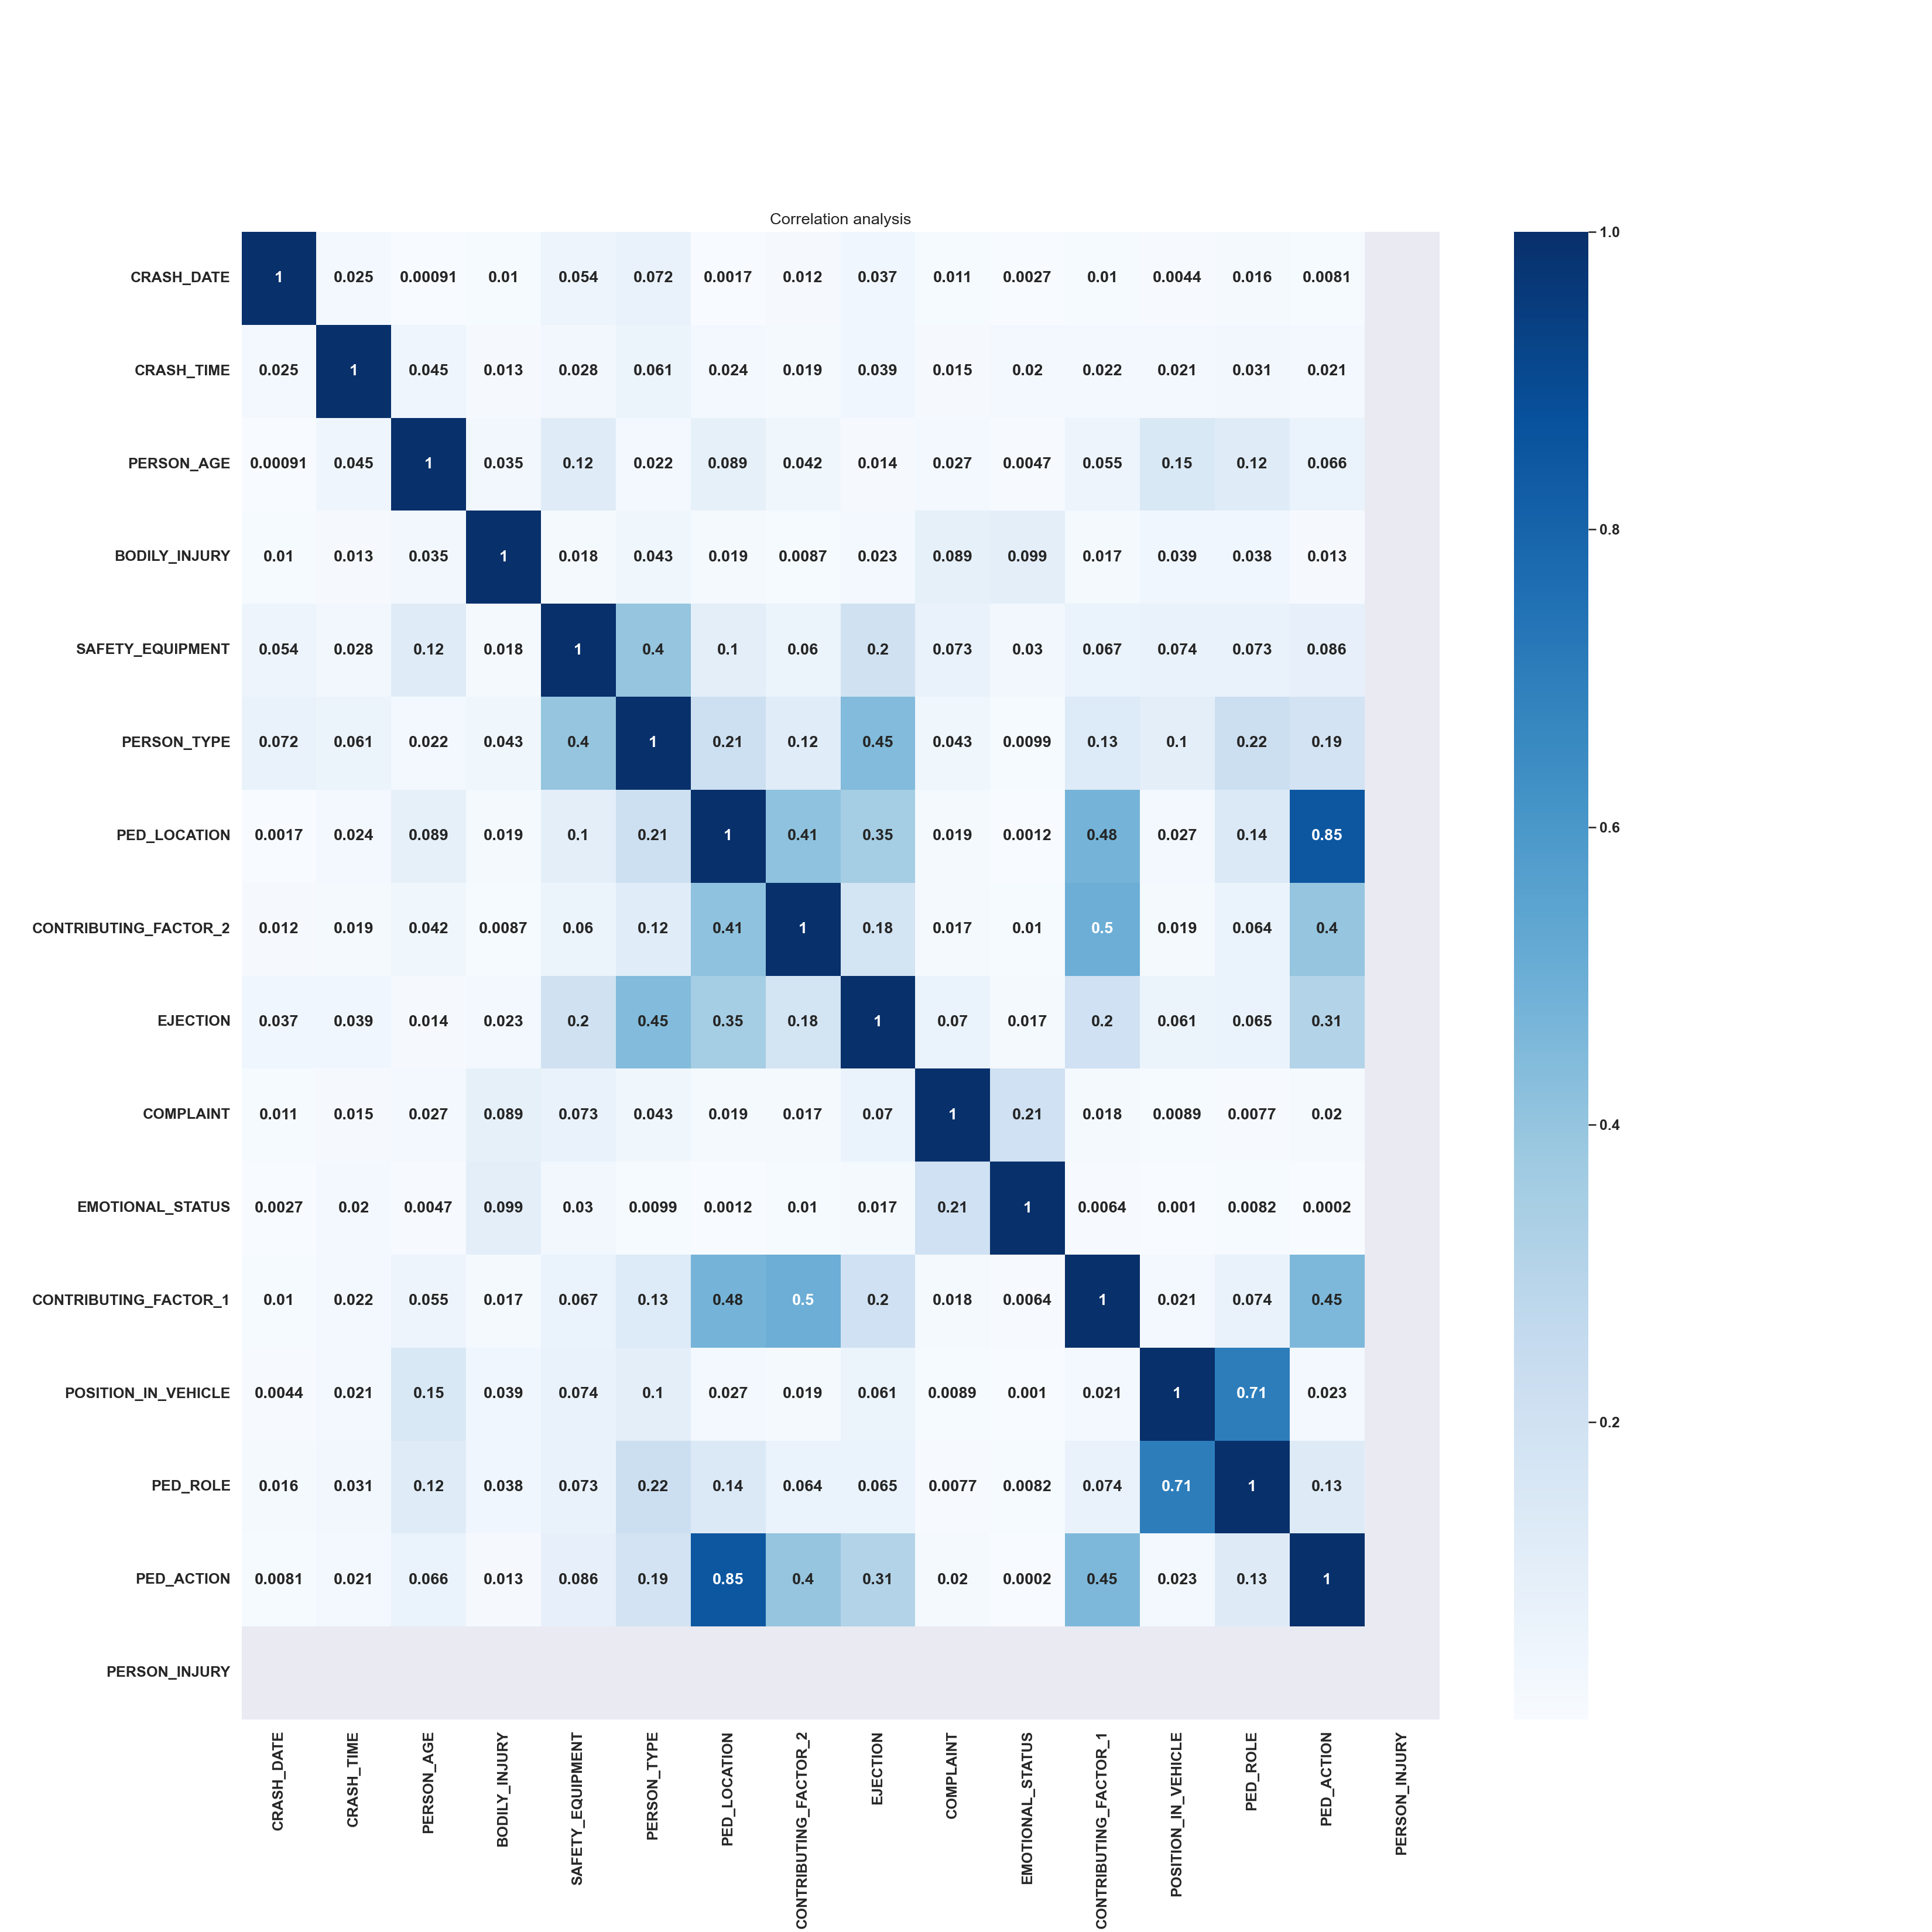 Correlation analysis
CRASH_DATE 1 0.025 0.00091 0.01 0.054 0.072 0.0017 0.012 0.037 0.011 0.0027 0.01 0.0044 0.016 0.0081
CRASH_TIME 0.025 1 0.045 0.013 0.028 0.061 0.024 0.019 0.039 0.015 0.02 0.022 0.021 0.031 0.021
PERSON_AGE 0.00091 0.045 1 0.035 0.12 0.022 0.089 0.042 0.014 0.027 0.0047 0.055 0.15 0.12 0.066
BODILY_INJURY 0.01 0.013 0.035 1 0.018 0.043 0.019 0.0087 0.023 0.089 0.099 0.017 0.039 0.038 0.013
SAFETY_EQUIPMENT 0.054 0.028 0.12 0.018 1 0.4 0.1 0.06 0.2 0.073 0.03 0.067 0.074 0.073 0.086
PERSON_TYPE 0.072 0.061 0.022 0.043 0.4 1 0.21 0.12 0.45 0.043 0.0099 0.13 0.1 0.22 0.19
PED_LOCATION 0.0017 0.024 0.089 0.019 0.1 0.21 1 0.41 0.35 0.019 0.0012 0.48 0.027 0.14 0.85
CONTRIBUTING_FACTOR_2 0.012 0.019 0.042 0.0087 0.06 0.12 0.41 1 0.18 0.017 0.01 0.5 0.019 0.064 0.4
EJECTION 0.037 0.039 0.014 0.023 0.2 0.45 0.35 0.18 1 0.07 0.017 0.2 0.061 0.065 0.31
COMPLAINT 0.011 0.015 0.027 0.089 0.073 0.043 0.019 0.017 0.07 1 0.21 0.018 0.0089 0.0077 0.02
EMOTIONAL_STATUS 0.0027 0.02 0.0047 0.099 0.03 0.0099 0.0012 0.01 0.017 0.21 1 0.0064 0.001 0.0082 0.0002
CONTRIBUTING_FACTOR_1 0.01 0.022 0.055 0.017 0.067 0.13 0.48 0.5 0.2 0.018 0.0064 1 0.021 0.074 0.45
POSITION_IN_VEHICLE 0.0044 0.021 0.15 0.039 0.074 0.1 0.027 0.019 0.061 0.0089 0.001 0.021 1 0.71 0.023
PED_ROLE 0.016 0.031 0.12 0.038 0.073 0.22 0.14 0.064 0.065 0.0077 0.0082 0.074 0.71 1 0.13
PED_ACTION 0.0081 0.021 0.066 0.013 0.086 0.19 0.85 0.4 0.31 0.02 0.0002 0.45 0.023 0.13 1
PERSON_INJURY
CRASH_DATE
CRASH_TIME
PERSON_AGE
BODILY_INJURY
SAFETY_EQUIPMENT
PERSON_TYPE
PED_LOCATION
CONTRIBUTING_FACTOR_2
EJECTION
COMPLAINT
EMOTIONAL_STATUS
CONTRIBUTING_FACTOR_1
POSITION_IN_VEHICLE
PED_ROLE
PED_ACTION
PERSON_INJURY
1.0
0.8
0.6
0.4
0.2